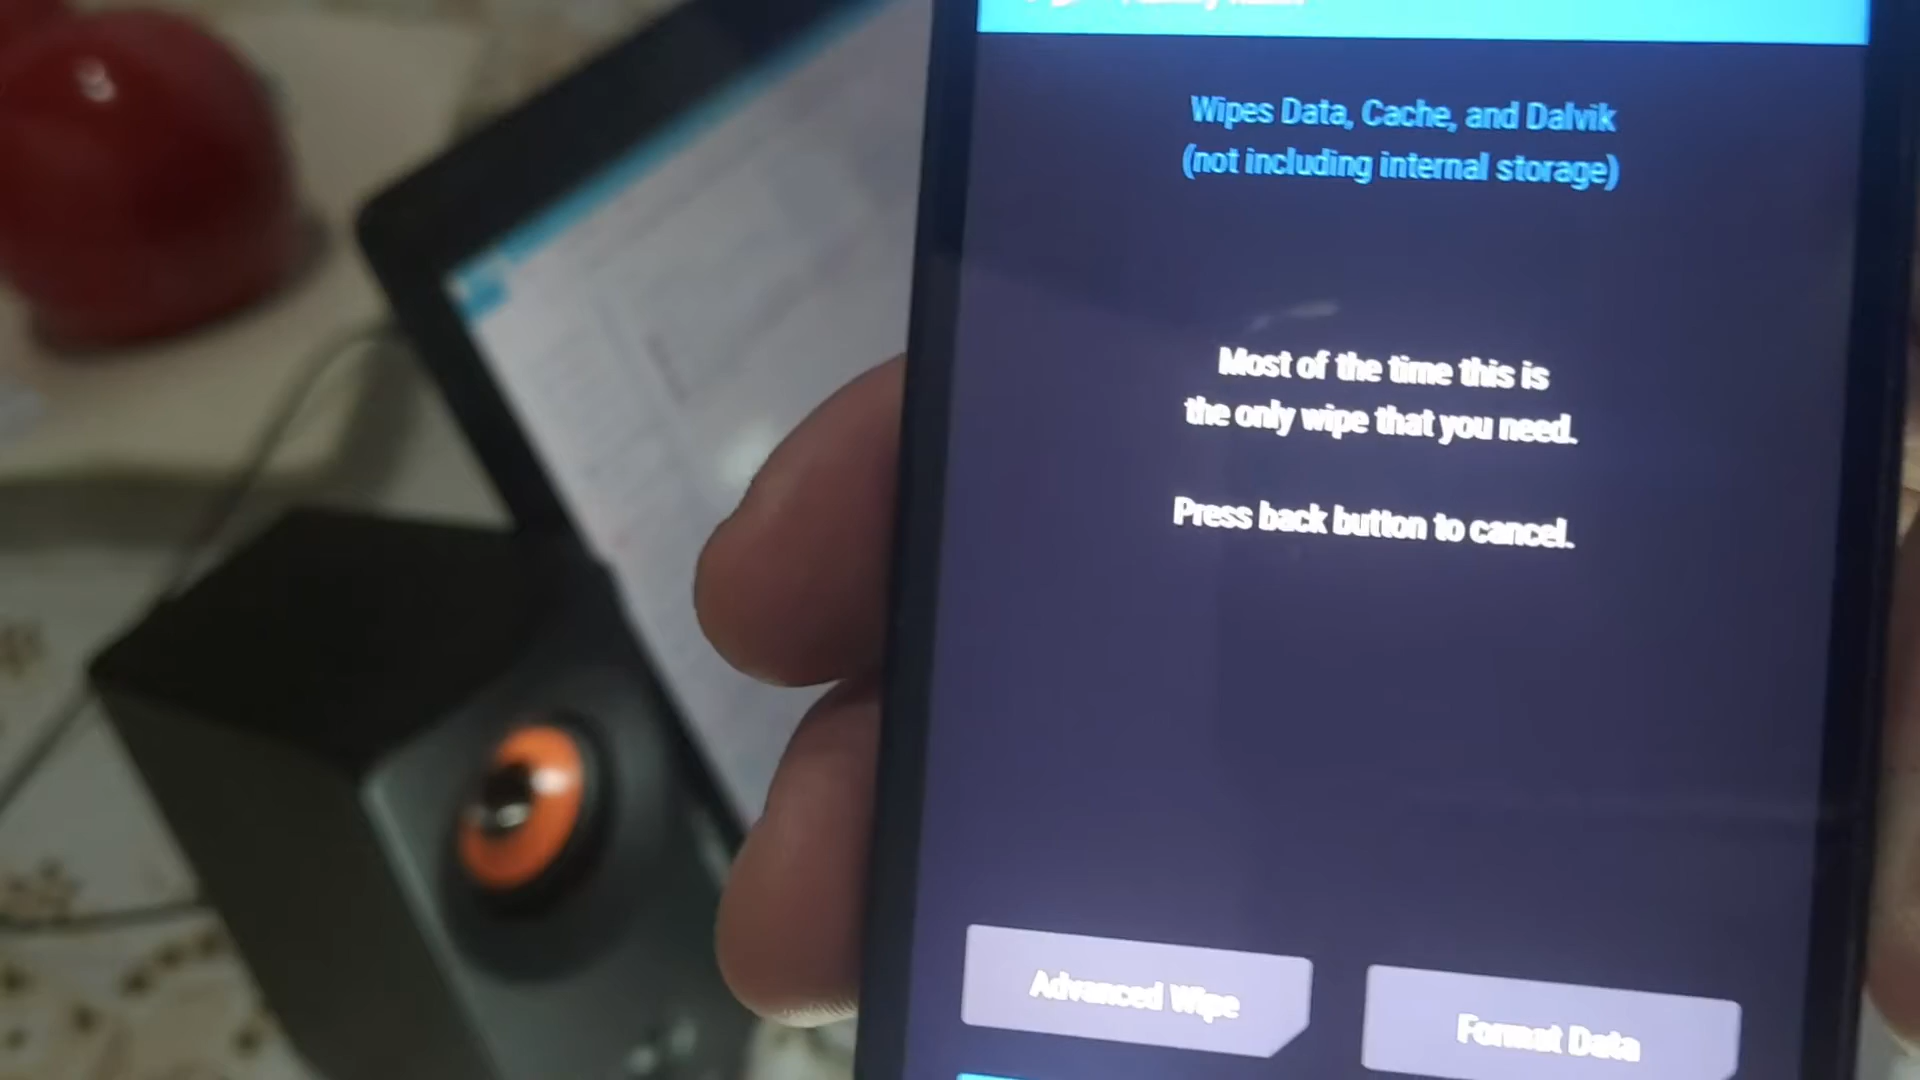 Wipes Data, Cache, and Dalvik
(not including internal storage)
Most of the time this is
the only wipe that you need.
Press back button to cancel.
Advanced Wipe
Format Data